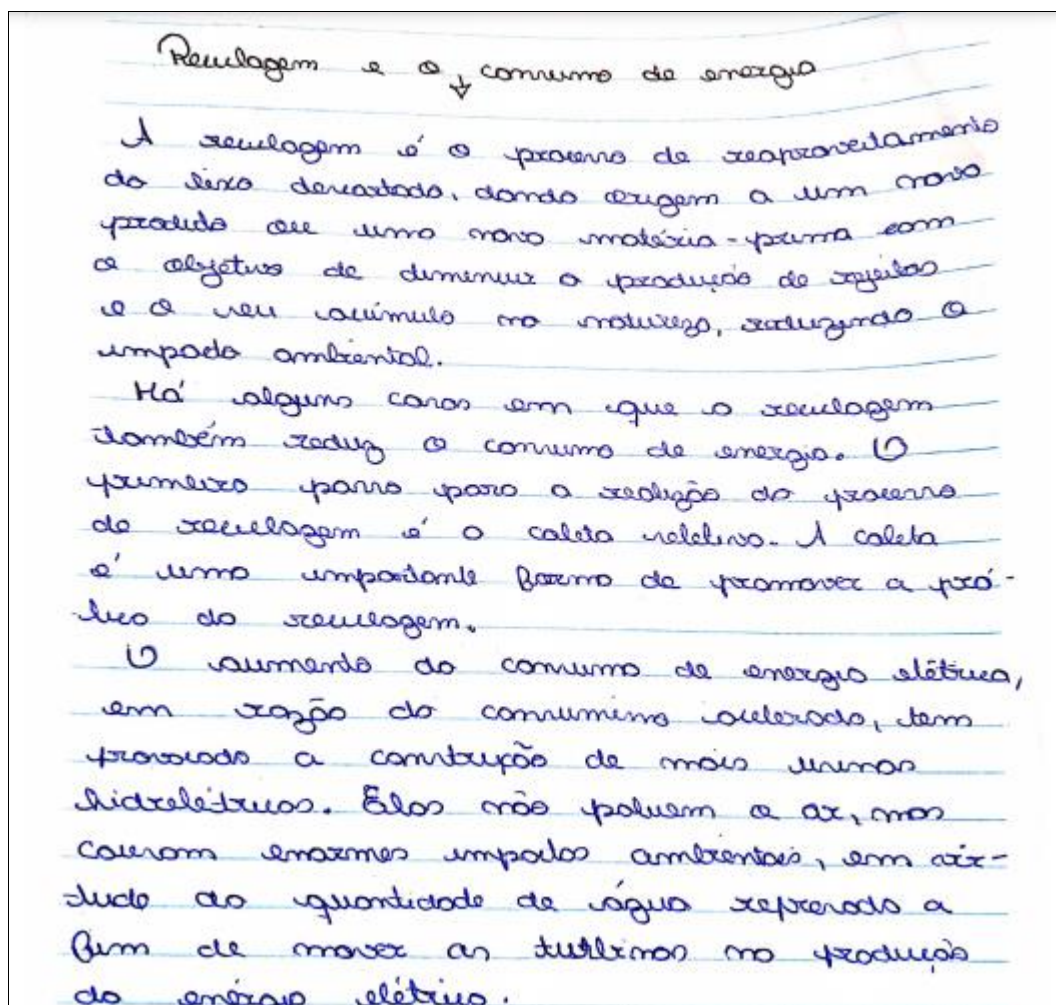 Reciclagem e o consumo de energia
A reciclagem é o processo de reaproveitamento
do lixo descartado, dando origem a um novo
produto ou uma nova matéria-prima com
o objetivo de diminuir a produção de rejeitos
e o seu acúmulo na natureza, reduzindo o
impacto ambiental.
Há alguns casos em que a reciclagem
também reduz o consumo de energia. O
primeiro passo para a realização do processo
de reciclagem é a coleta seletiva. A coleta
é uma importante forma de promover a prá-
tica da reciclagem.
O aumento do consumo de energia elétrica,
em razão do consumismo acelerado, tem
provocado a construção de mais usinas
hidrelétricas. Elas não poluem o ar, mas
causam enormes impactos ambientais, em vir-
tude da quantidade de água represada a
fim de mover as turbinas na produção
de energia elétrica.